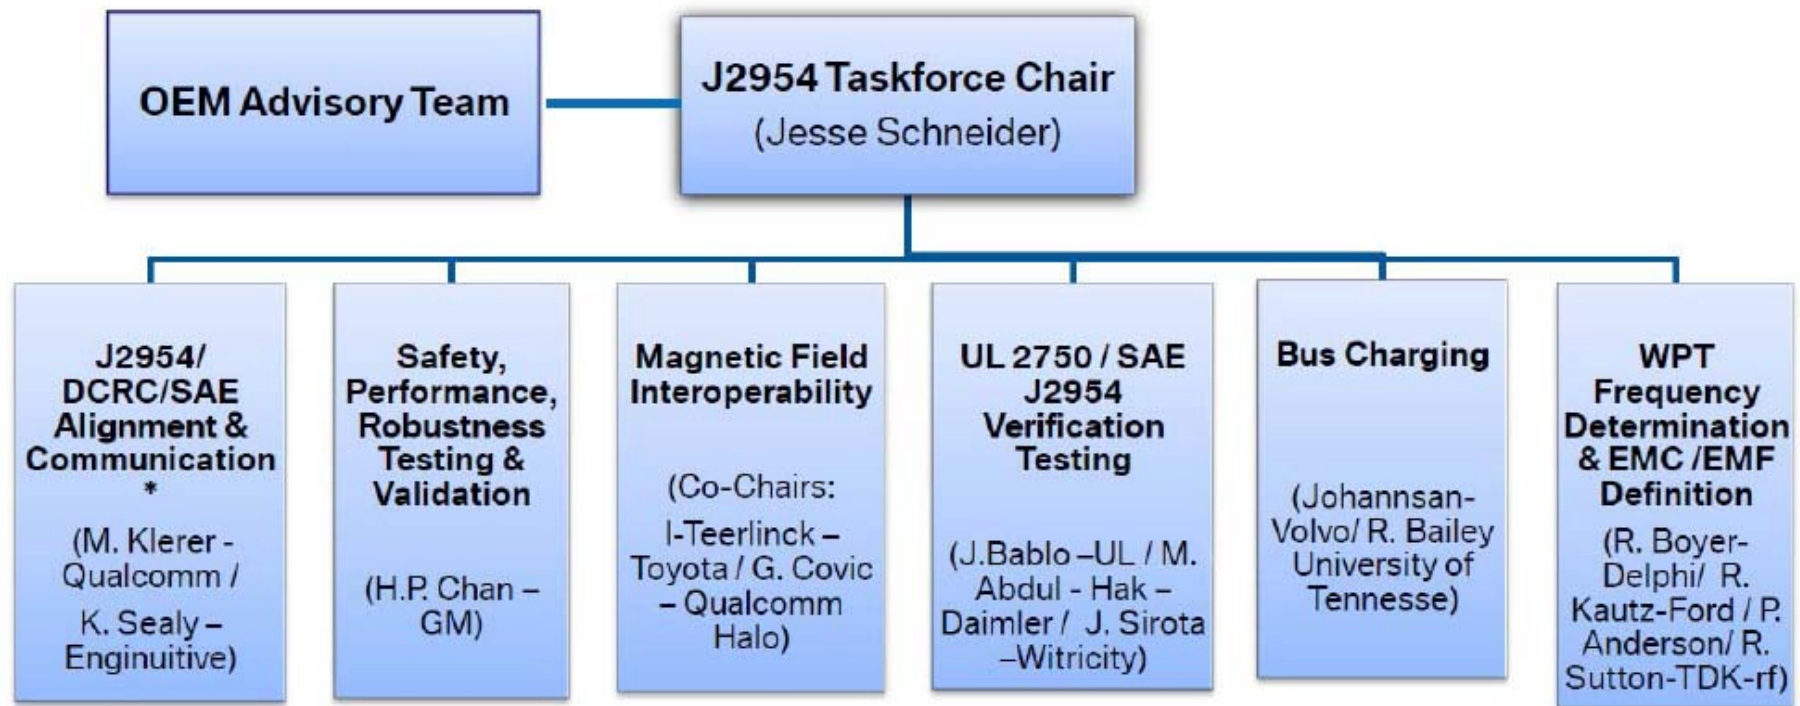 OEM Advisory Team
J2954 Taskforce Chair
(Jesse Schneider)
J2954/
DCRC/SAE
Alignment &
Communication
*
(M. Klerer -
Qualcomm /
K. Sealy –
Enginuitive)
Safety,
Performance,
Robustness
Testing &
Validation
(H.P. Chan –
GM)
Magnetic Field
Interoperability
(Co-Chairs:
I-Teerlinck –
Toyota / G. Covic
– Qualcomm
Halo)
UL 2750 / SAE
J2954
Verification
Testing
(J.Bablo –UL / M.
Abdul - Hak –
Daimler / J. Sirota
–Witricity)
Bus Charging
(Johannsan-
Volvo/ R. Bailey
University of
Tennesse)
WPT
Frequency
Determination
& EMC /EMF
Definition
(R. Boyer-
Delphi/ R.
Kautz-Ford / P.
Anderson/ R.
Sutton-TDK-rf)